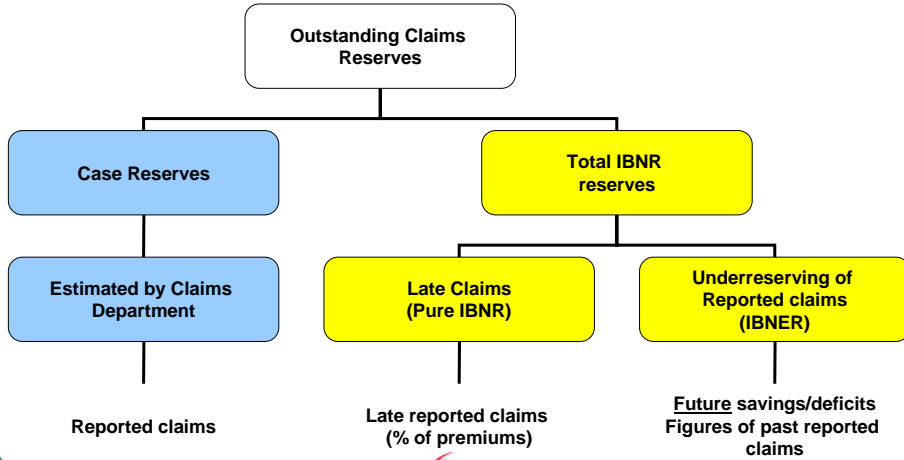 Outstanding Claims
Reserves
Case Reserves
Total IBNR
reserves
Estimated by Claims
Department
Late Claims
(Pure IBNR)
Underreserving of
Reported claims
(IBNER)
Reported claims
Late reported claims
(% of premiums)
Future savings/deficits
Figures of past reported
claims